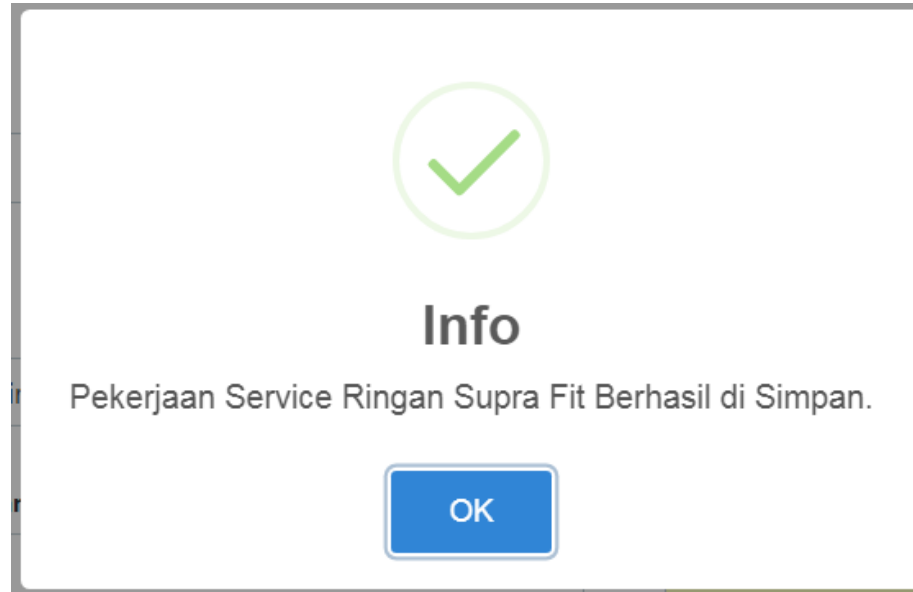 Info
Pekerjaan Service Ringan Supra Fit Berhasil di Simpan.
OK